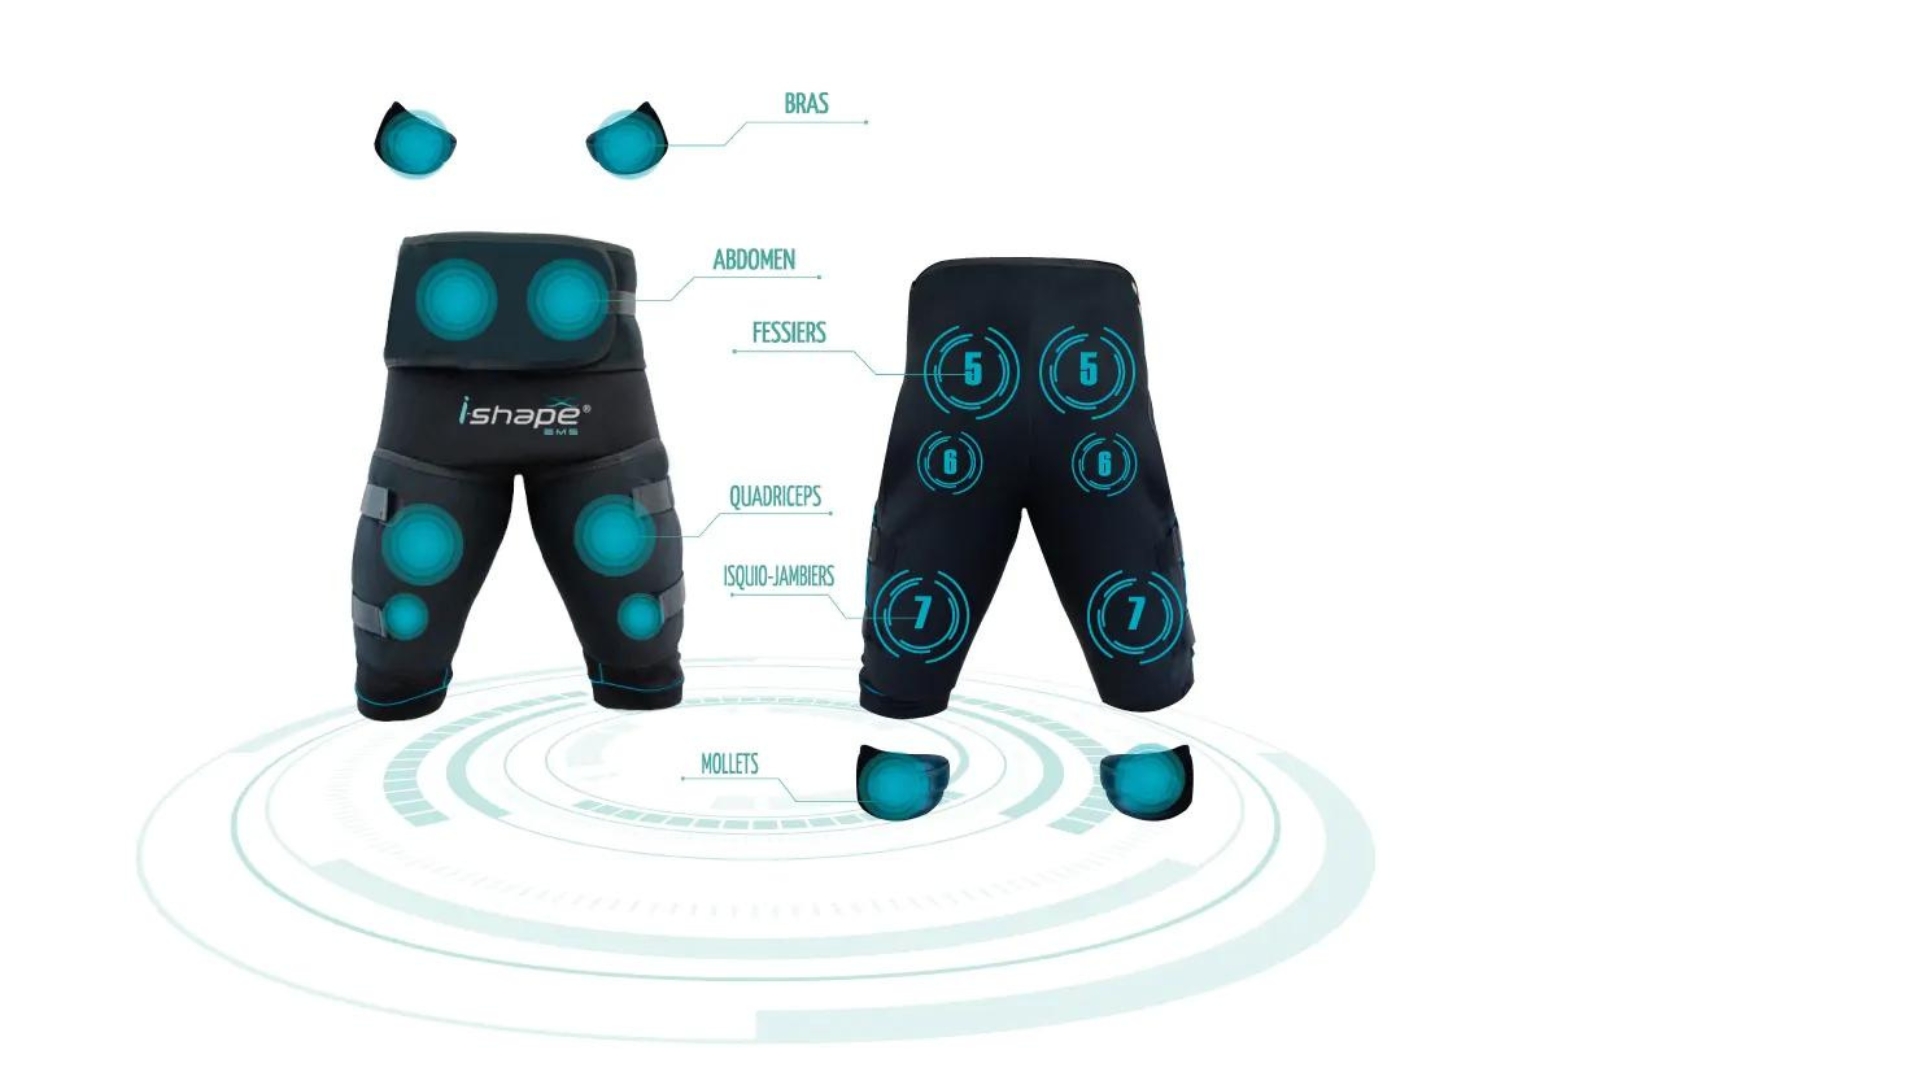 BRAS
ABDOMEN
FESSIERS
5 5
i-shape®
EMS
6 6
QUADRICEPS
ISQUIO-JAMBIERS
7 7
MOLLETS